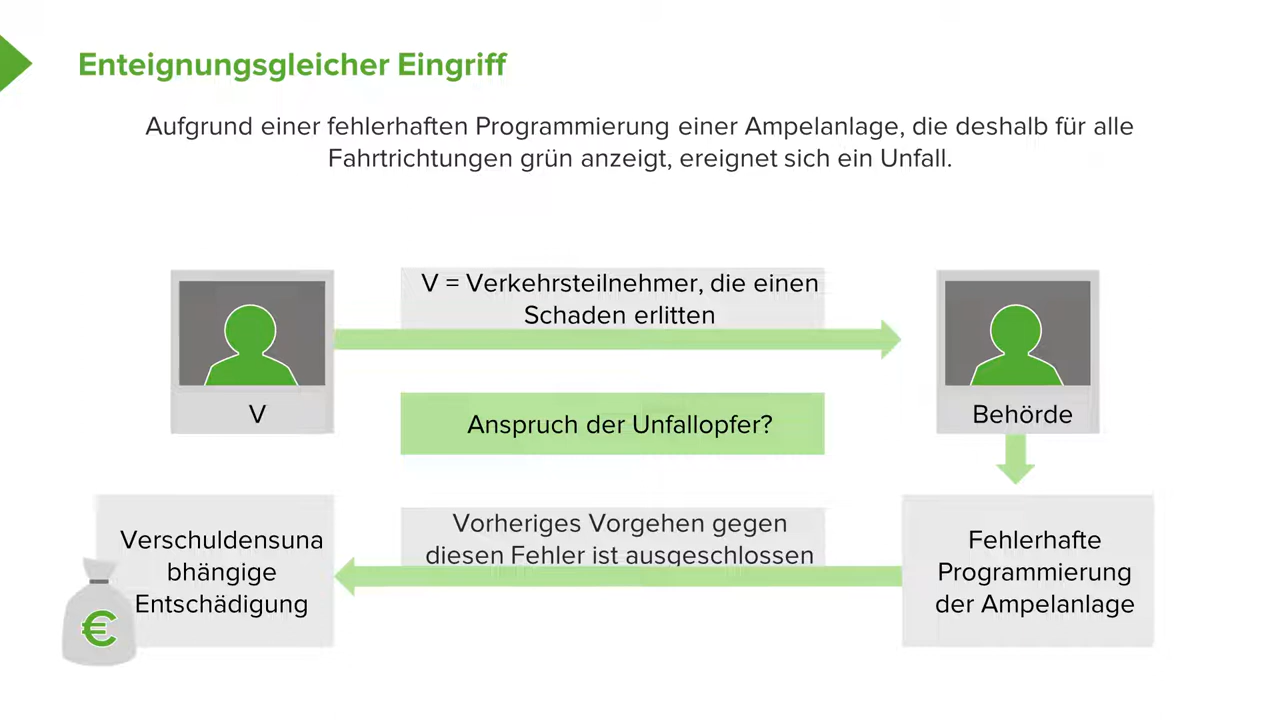 Enteignungsgleicher Eingriff
Aufgrund einer fehlerhaften Programmierung einer Ampelanlage, die deshalb für alle
Fahrtrichtungen grün anzeigt, ereignet sich ein Unfall.
V = Verkehrsteilnehmer, die einen
Schaden erlitten
V
Anspruch der Unfallopfer?
Behörde
Verschuldensuna
bhängige
Entschädigung
€
Vorheriges Vorgehen gegen
diesen Fehler ist ausgeschlossen
Fehlerhafte
Programmierung
der Ampelanlage